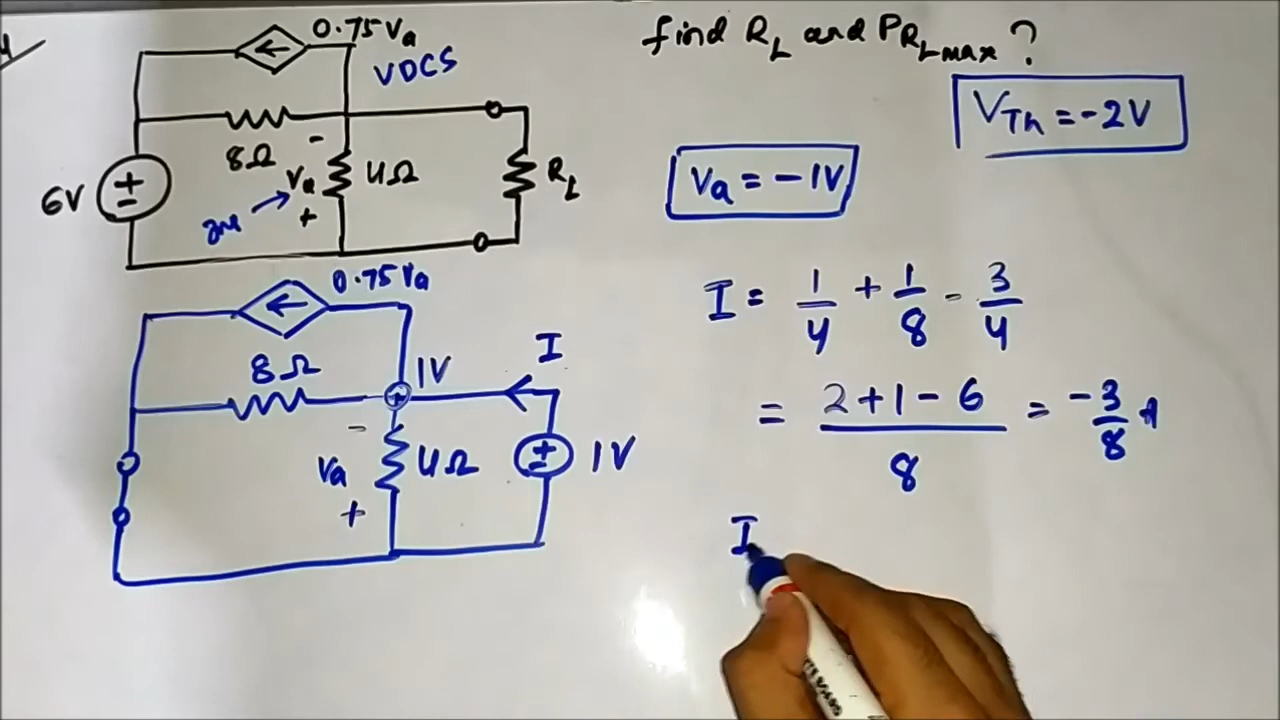 0.75Va
VDCS
8Ω
6V
Va
-
+
4Ω
RL
find RL and PRLmax ?
VTh = -2V
Va = -1V
0.75Va
8Ω
1V
I
-
Va
+
4Ω
1V
I = 1/4 + 1/8 - 3/4
= 2+1-6/8 = -3/8 A
I